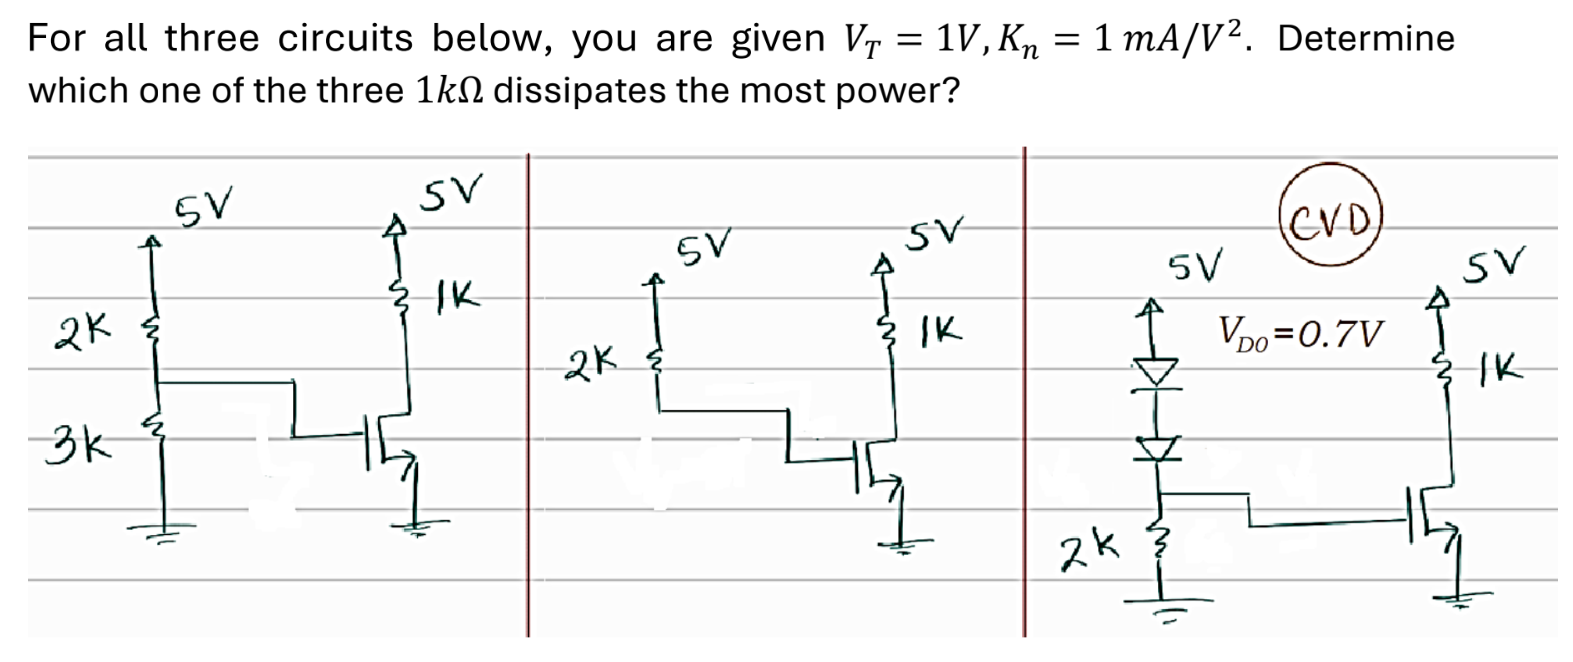 For all three circuits below, you are given V_T = 1V, K_n = 1 mA/V². Determine
which one of the three 1kΩ dissipates the most power?
5V
5V
2K
1K
3k
5V
5V
2K
1K
CVD
5V
5V
V_DO=0.7V
1K
2K